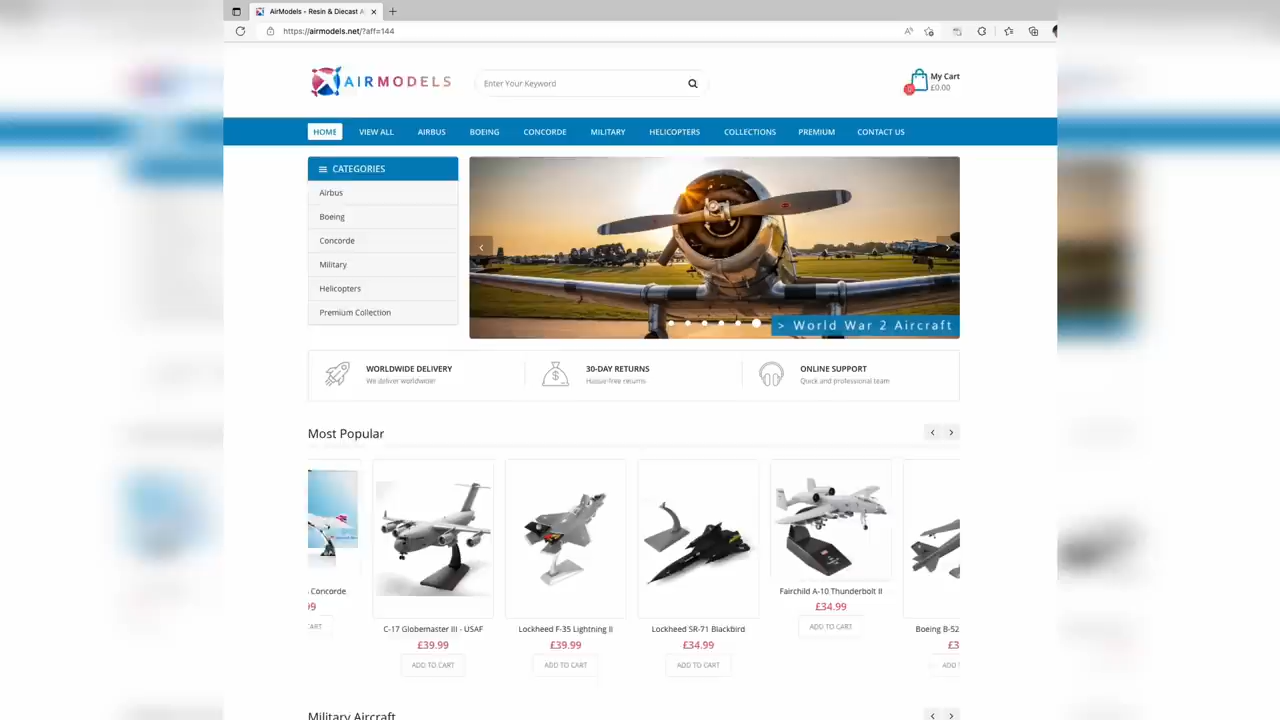 AirModels - Resin & Diecast A
https://airmodels.net/?aff=144
AIRMODELS
Enter Your Keyword
My Cart
£0.00
HOME
VIEW ALL
AIRBUS
BOEING
CONCORDE
MILITARY
HELICOPTERS
COLLECTIONS
PREMIUM
CONTACT US
CATEGORIES
Airbus
Boeing
Concorde
Military
Helicopters
Premium Collection
> World War 2 Aircraft
WORLDWIDE DELIVERY
We deliver worldwide!
30-DAY RETURNS
Hassle-free returns
ONLINE SUPPORT
Quick and professional team
Most Popular
Concorde
99
CART
C-17 Globemaster III - USAF
£39.99
ADD TO CART
Lockheed F-35 Lightning II
£39.99
ADD TO CART
Lockheed SR-71 Blackbird
£34.99
ADD TO CART
Fairchild A-10 Thunderbolt II
£34.99
ADD TO CART
Boeing B-52
£3
ADD
Military Aircraft